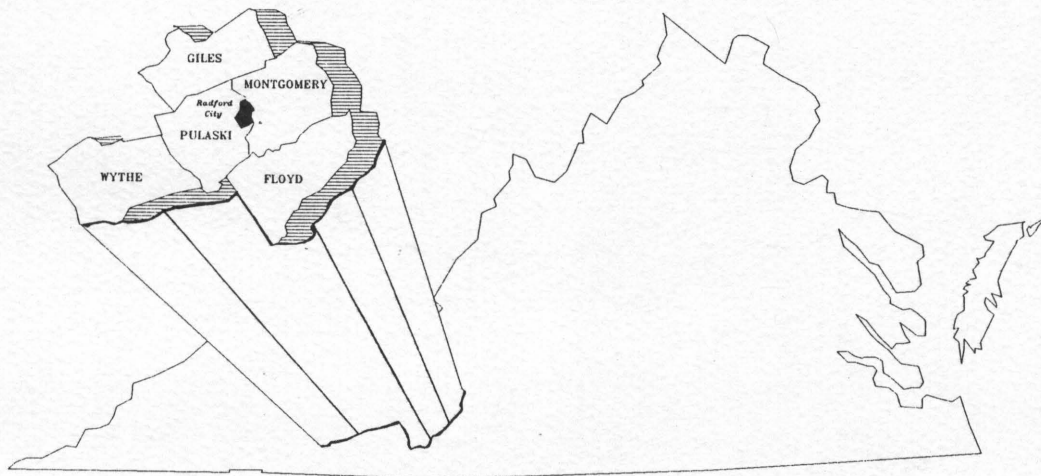 GILES
MONTGOMERY
Radford
City
PULASKI
WYTHE
FLOYD